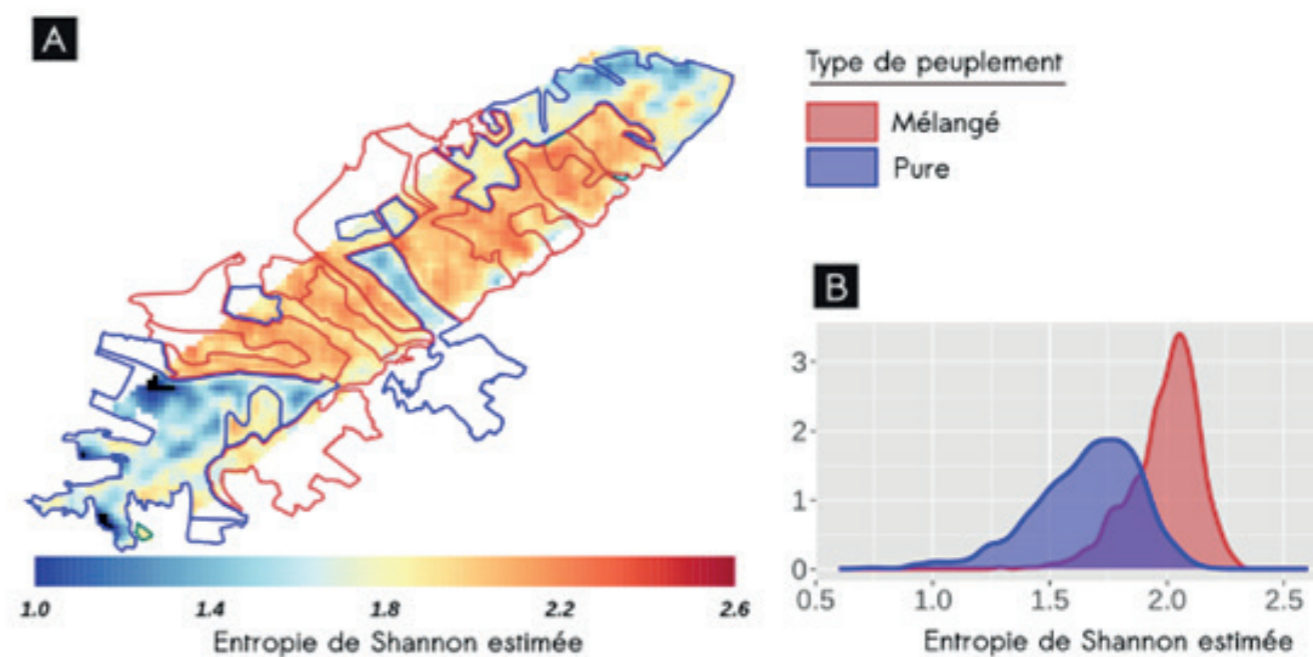 A
Type de peuplement
Mélangé
Pure
B
3
2
1
0
0.5 1.0 1.5 2.0 2.5
Entropie de Shannon estimée
1.0 1.4 1.8 2.2 2.6
Entropie de Shannon estimée